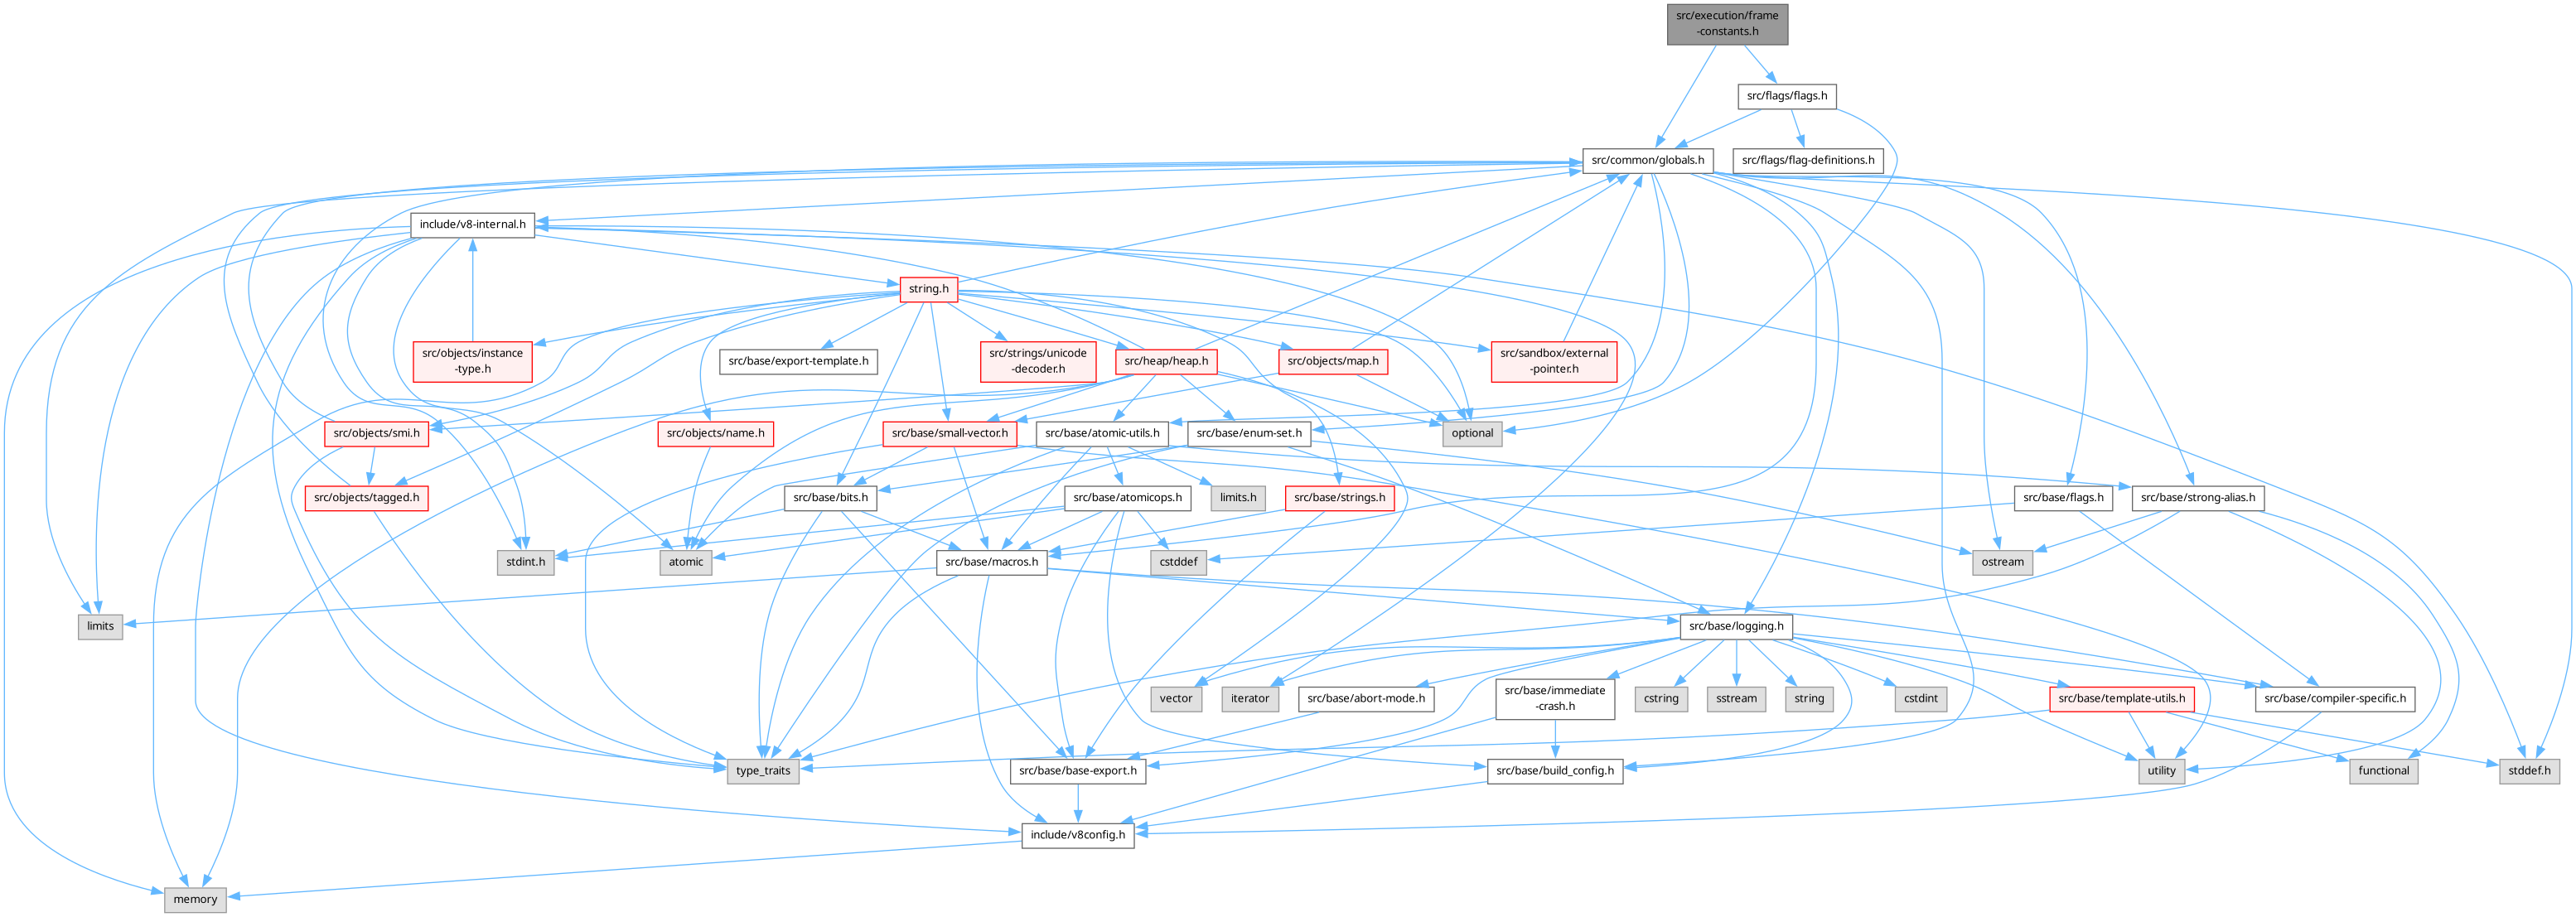 src/execution/frame
-constants.h
src/flags/flags.h
src/common/globals.h
src/flags/flag-definitions.h
include/v8-internal.h
string.h
src/objects/instance
-type.h
src/base/export-template.h
src/strings/unicode
-decoder.h
src/heap/heap.h
src/objects/map.h
src/sandbox/external
-pointer.h
src/objects/smi.h
src/objects/name.h
src/base/small-vector.h
src/base/atomic-utils.h
src/base/enum-set.h
optional
src/objects/tagged.h
src/base/bits.h
src/base/atomicops.h
limits.h
src/base/strings.h
src/base/flags.h
src/base/strong-alias.h
stdint.h
atomic
src/base/macros.h
cstddef
ostream
limits
src/base/logging.h
vector
iterator
src/base/abort-mode.h
src/base/immediate
-crash.h
cstring
sstream
string
cstdint
src/base/template-utils.h
src/base/compiler-specific.h
type_traits
src/base/base-export.h
src/base/build_config.h
utility
functional
stddef.h
include/v8config.h
memory